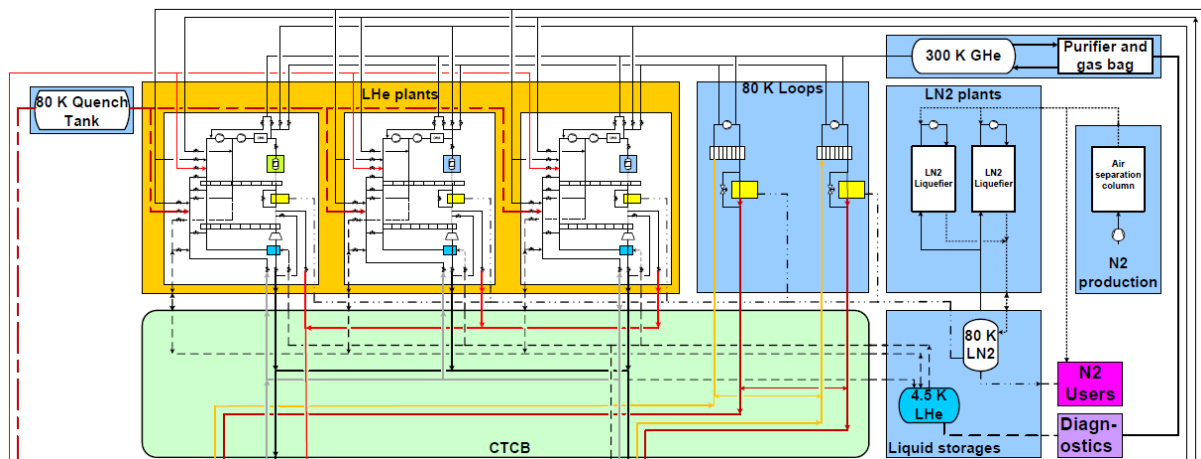 300 K GHe
Purifier and
gas bag
80 K Quench
Tank
LHe plants
80 K Loops
LN2 plants
LN2
Liquefier
LN2
Liquefier
Air
separation
column
N2
production
80 K
LN2
4.5 K
LHe
N2
Users
Diagn-
ostics
Liquid storages
CTCB